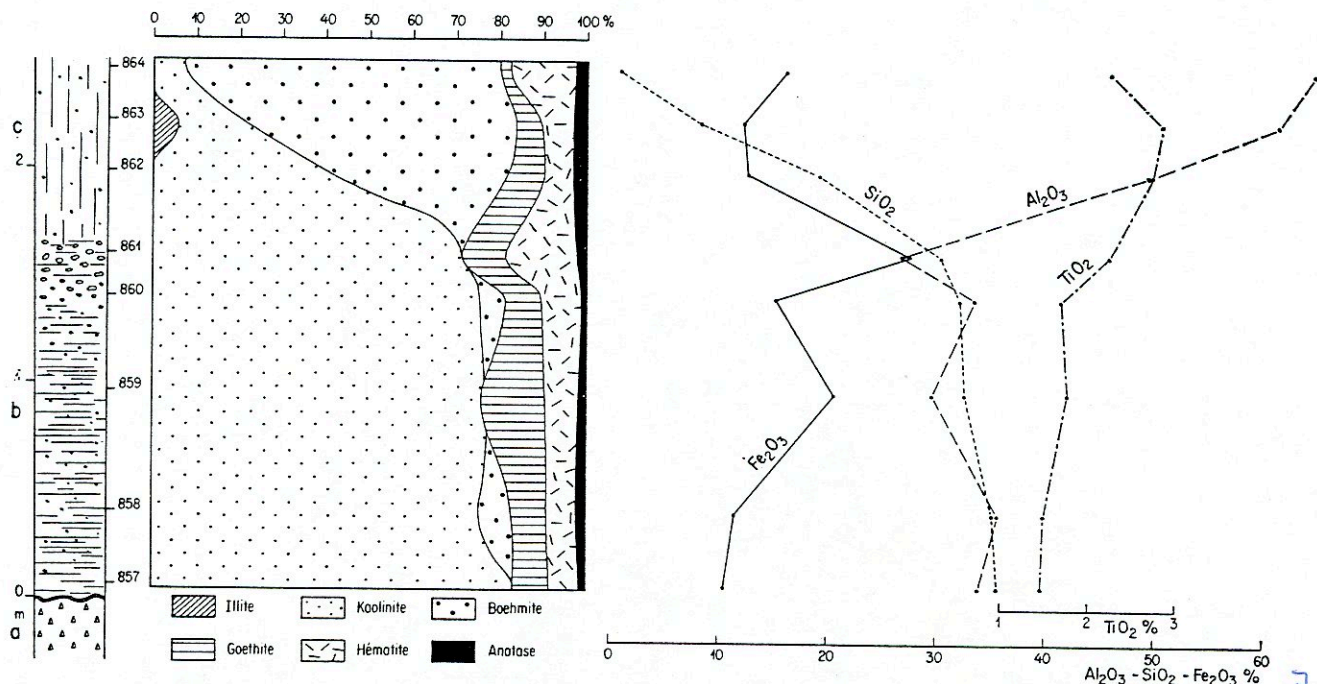 0 10 20 30 40 50 60 70 80 90 100 %
864
863
c
2
862
861
860
859
b
858
857
0
m
a
Illite
Kaolinite
Boehmite
Goethite
Hématite
Anatase
SiO₂
Al₂O₃
TiO₂
Fe₂O₃
1 2 3
TiO₂ %
0 10 20 30 40 50 60
Al₂O₃ - SiO₂ - Fe₂O₃ %